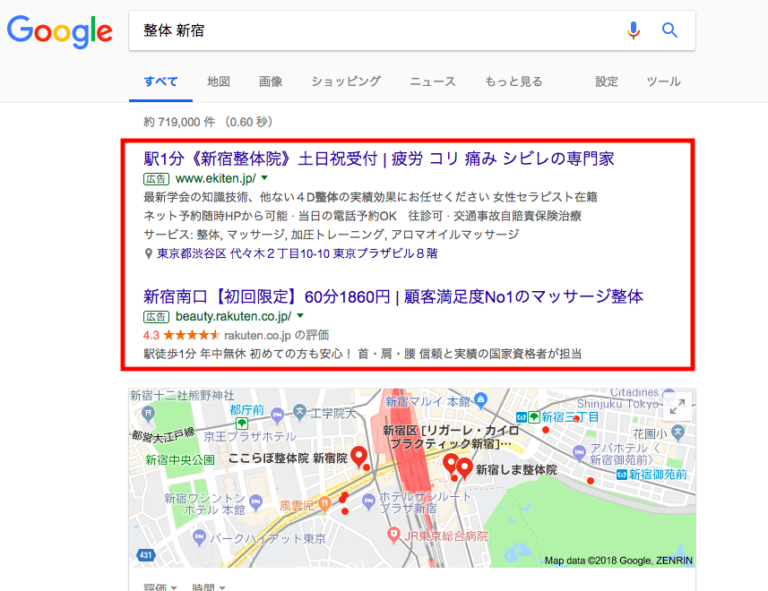 Google
整体 新宿
すべて 地図 画像 ショッピング ニュース もっと見る 設定 ツール
約 719,000 件 （0.60 秒）
駅1分《新宿整体院》土日祝受付 | 疲労 コリ 痛み シビレの専門家
広告 www.ekiten.jp/
最新学会の知識技術、他ない４D整体の実績効果にお任せください 女性セラピスト在籍
ネット予約随時HPから可能 · 当日の電話予約OK　往診可 · 交通事故自賠責保険治療
サービス: 整体, マッサージ, 加圧トレーニング, アロマオイルマッサージ
東京都渋谷区 代々木２丁目10-10 東京プラザビル８階
新宿南口【初回限定】60分1860円 | 顧客満足度No1のマッサージ整体
広告 beauty.rakuten.co.jp/
4.3 rakuten.co.jp の評価
駅徒歩1分 年中無休 初めての方も安心！ 首・肩・腰 信頼と実績の国家資格者が担当
新宿十二社熊野神社
都庁前
工学院大
新宿マルイ 本館
Citadines
Shinjuku Tokyo
新宿三丁目
都営大江戸線
京王プラザホテル
新宿区 [リガーレ・カイロ
プラクティック新宿]…
花園小
新宿中央公園
ここらぼ整体院 新宿院
新宿しま整体院
アパホテル〈
新宿御苑前〉
新宿御苑前
新宿ワシントン
ホテル 本館
風雲児
ホテルサンルート
プラザ新宿
パークハイアット東京
JR東京総合病院
431
Map data ©2018 Google, ZENRIN
評価 時間